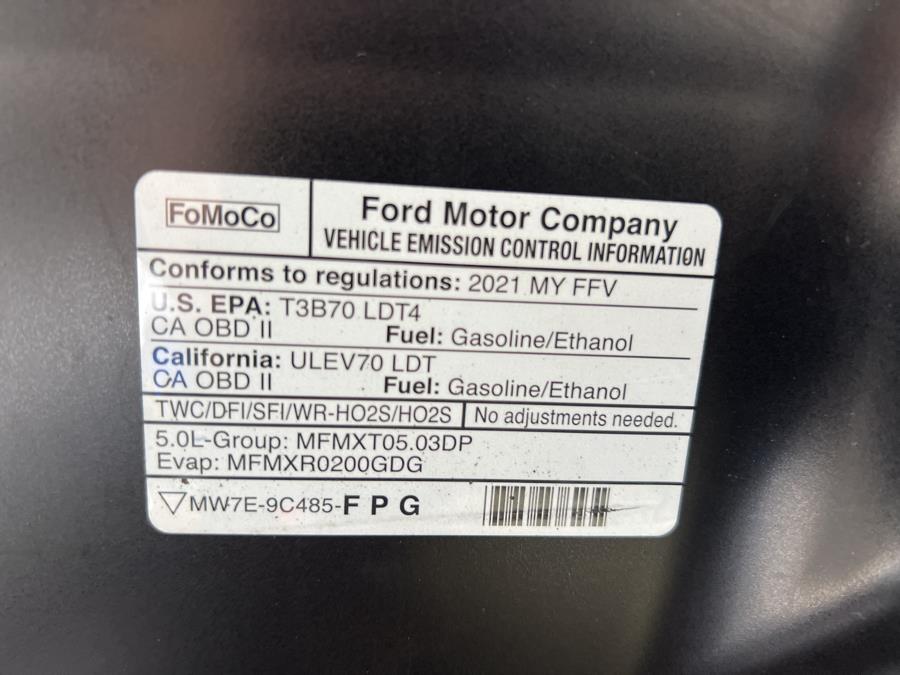 FoMoCo
Ford Motor Company
VEHICLE EMISSION CONTROL INFORMATION
Conforms to regulations: 2021 MY FFV
U.S. EPA: T3B70 LDT4
CA OBD II Fuel: Gasoline/Ethanol
California: ULEV70 LDT
CA OBD II Fuel: Gasoline/Ethanol
TWC/DFI/SFI/WR-HO2S/HO2S No adjustments needed.
5.0L-Group: MFMXT05.03DP
Evap: MFMXR0200GDG
MW7E-9C485-F P G